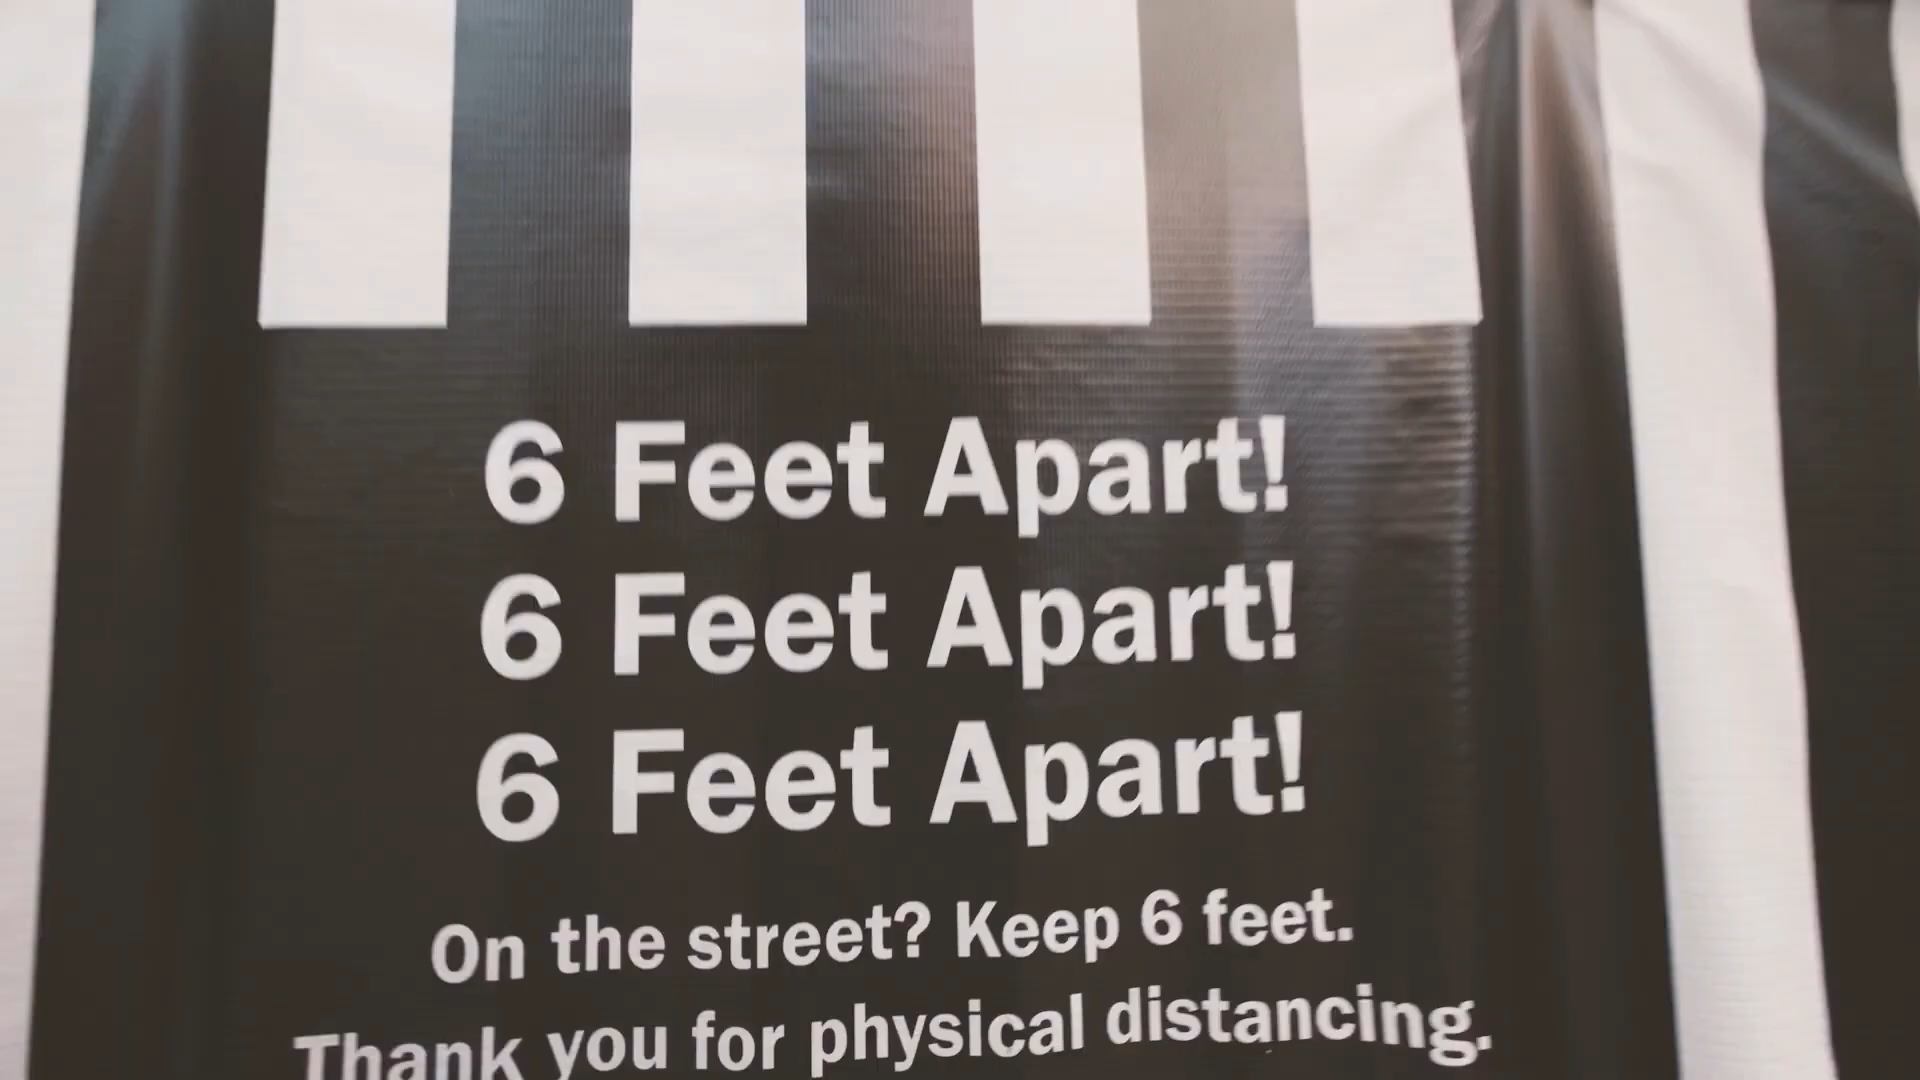 6 Feet Apart!
6 Feet Apart!
6 Feet Apart!
On the street? Keep 6 feet.
Thank you for physical distancing.